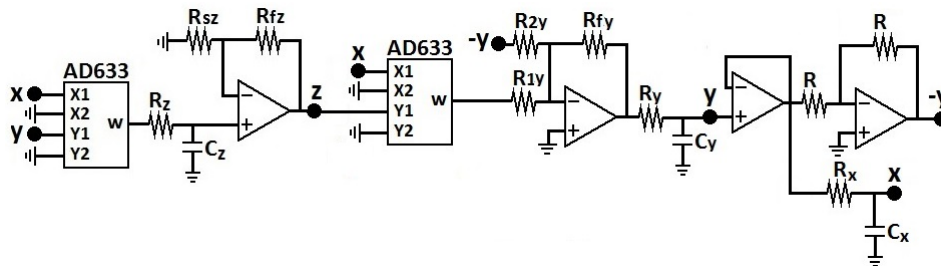 Rsz
Rfz
x
AD633
X1
X2
Y1
Y2
w
y
Rz
Cz
z
x
AD633
X1
X2
Y1
Y2
w
-y
R2y
Rfy
R1y
Ry
Cy
y
R
R
-y
Rx
x
Cx